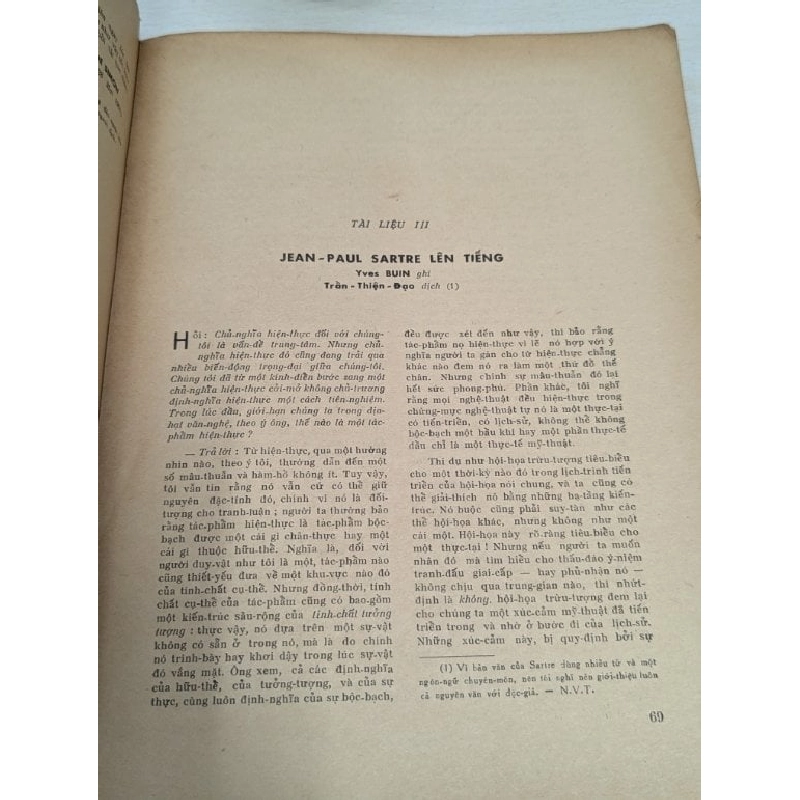 TÀI LIỆU III
JEAN-PAUL SARTRE LÊN TIẾNG
Yves BUIN ghi
Trần-Thiện-Đạo dịch (1)
Hỏi : Chủ-nghĩa hiện-thực đối với chúng-
tôi là vấn-đề trung-tâm. Nhưng chủ-
nghĩa hiện-thực đó cũng đang trải qua
nhiều biến-động trọng-đại giữa chúng-tôi.
Chúng tôi đã từ một kinh-điển bước sang một
chủ-nghĩa hiện-thực cởi-mở không chủ-trương
định-nghĩa hiện-thực một cách tiên-nghiệm.
Trong lúc đầu, giới-hạn chúng ta trong địa-
hạt văn-nghệ, theo ý ông, thế nào là một tác-
phẩm hiện-thực ?
— Trả lời : Từ hiện-thực, qua một hướng
nhìn nào, theo ý tôi, thường dẫn đến một
số mâu-thuẫn và hàm-hồ không ít. Tuy vậy,
tôi vẫn tin rằng nó vẫn cứ có thể giữ
nguyên đặc-tính đó, chính vì nó là đối-
tượng cho tranh-luận ; người ta thường bảo
rằng tác-phẩm hiện-thực là tác-phẩm bộc-
bạch được một cái gì chân-thực hay một
cái gì thuộc hữu-thể. Nghĩa là, đối với
người duy-vật như tôi là một, tác-phẩm nào
cũng thiết-yếu đưa về một khu-vực nào đó
của tính-chất cụ-thể. Nhưng đồng-thời, tính
chất cụ-thể của tác-phẩm cũng có bao-gồm
một kiến-trúc sâu-rộng của tính-chất tưởng
tượng : thực vậy, nó dựa trên một sự-vật
không có sẵn ở trong nó, mà là do chính
nó trình-bày hay khơi dậy trong lúc sự-vật
đó vắng mặt. Ông xem, cả các định-nghĩa
của hữu-thể, của tưởng-tượng, và của sự
thực, cùng luôn định-nghĩa của sự bộc-bạch,
đều được xét đến như vậy, thì bảo rằng
tác-phẩm nọ hiện-thực vì lẽ nó hợp với ý
nghĩa người ta gán cho từ hiện-thực chẳng
khác nào đem nó ra làm một thứ đồ thế
chân. Nhưng chính sự mâu-thuẫn đó lại
hết sức phong-phú. Phần khác, tôi nghĩ
rằng mọi nghệ-thuật đều hiện-thực trong
chừng-mực nghệ-thuật tự nó là một thực-tại
có tiến-triển, có lịch-sử, không thể không
bộc-bạch một bầu khí hay một phần thực-tế
dầu chỉ là một thực-tế mỹ-thuật.
Thí dụ như hội-họa trừu-tượng tiêu-biểu
cho một thời-kỳ nào đó trong lịch-trình tiến
triển của hội-họa nói chung, và ta cũng có
thể giải-thích nó bằng những hạ-tầng kiến-
trúc. Nó buộc cũng phải suy-tàn như các
thể hội-họa khác, nhưng không như một
cái một. Hội-họa này rõ ràng tiêu-biểu cho
một thực-tại ! Nhưng nếu người ta muốn
nhân đó mà tìm biểu cho thấu-đáo ý-niệm
tranh-đấu giai-cấp — hay phủ-nhận nó —
không chịu qua trung-gian nào, thì nhứt-
định là không, hội-họa trừu-tượng đem lại
cho chúng ta một xúc-cảm mỹ-thuật đã tiến
triển trong và nhờ ở bước đi của lịch-sử.
Những xúc-cảm này, bị quy-định bởi sự
(1) Vì bản văn của Sartre dùng nhiều từ và một
ngôn-ngữ chuyên-môn, nên tôi nghĩ nên giới-thiệu luôn
cả nguyên văn với độc-giả. — N.V.T.
69